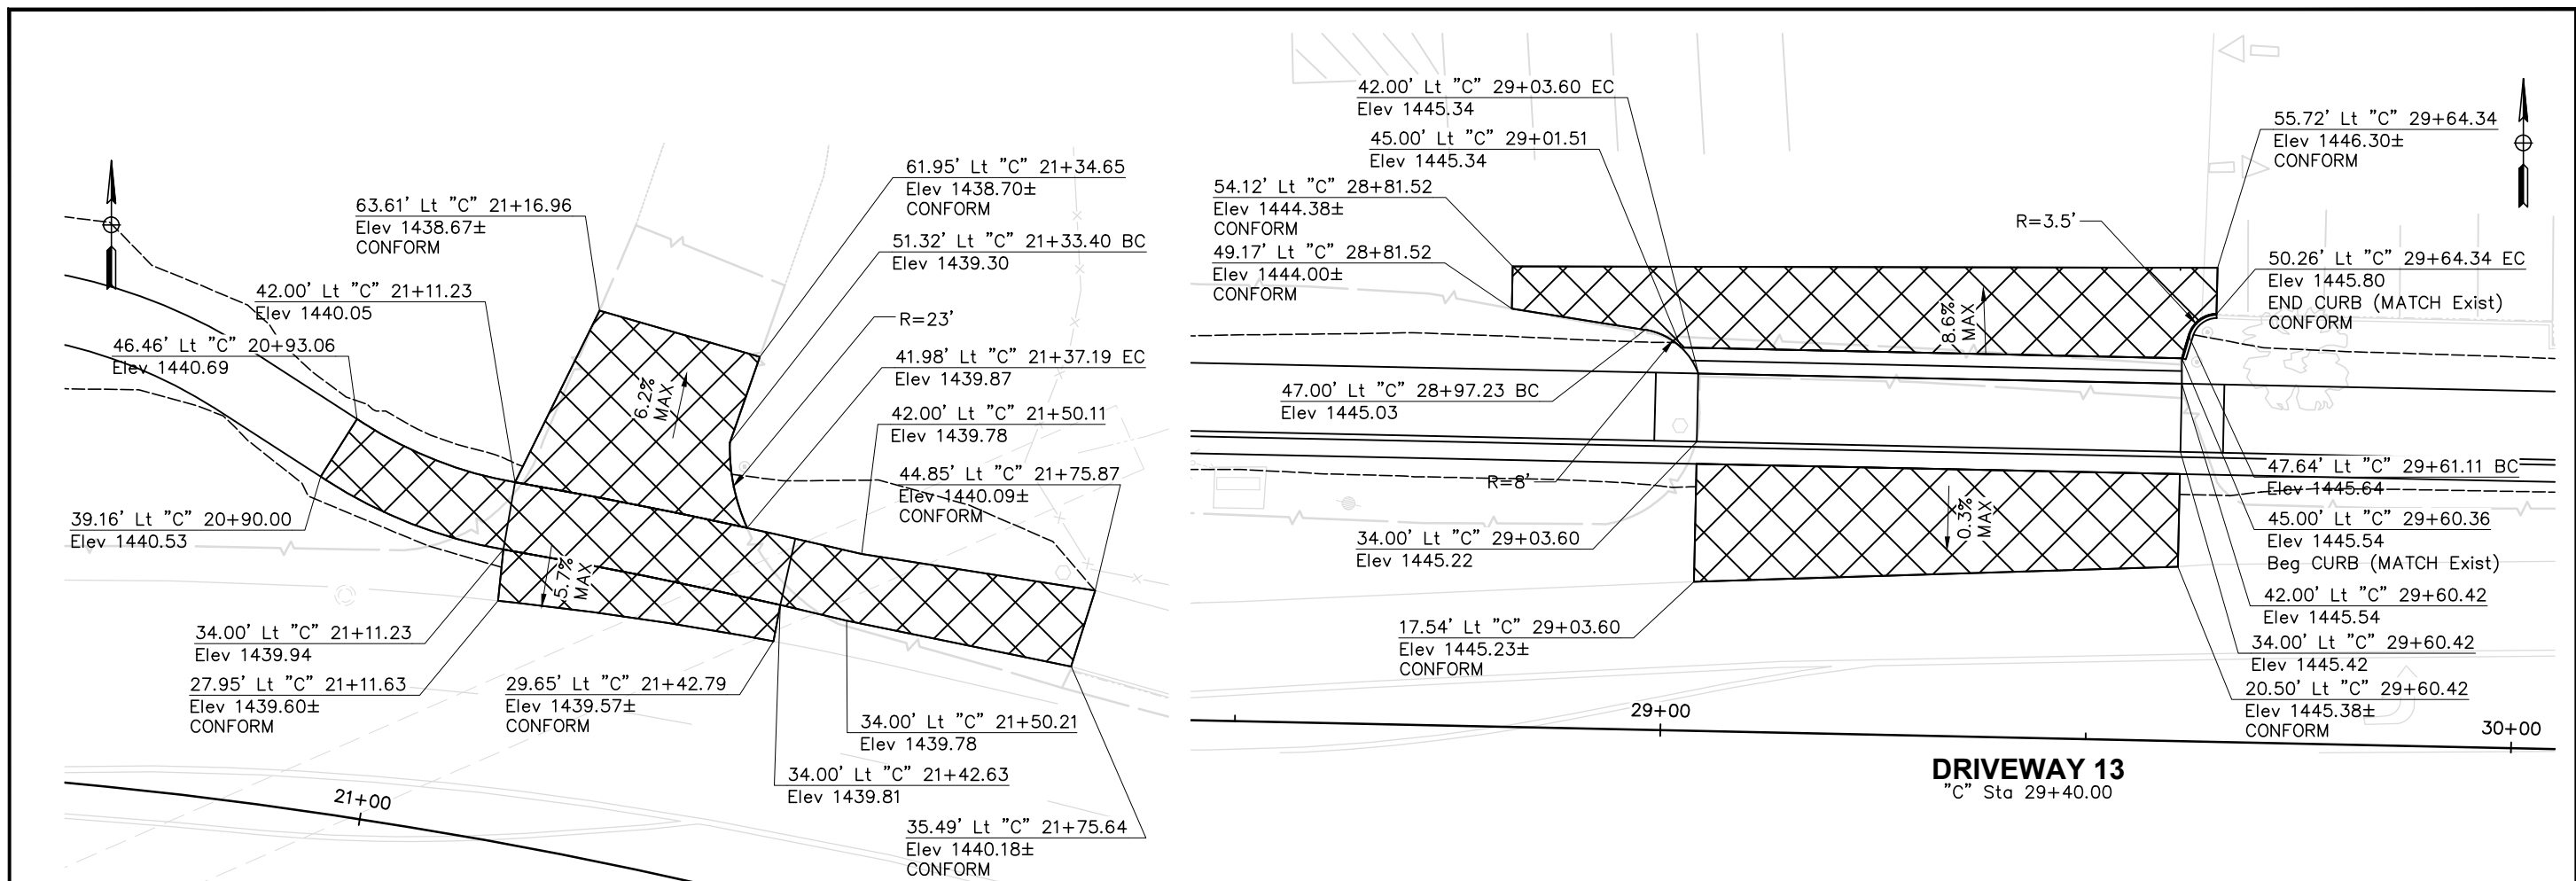 61.95' Lt "C" 21+34.65
Elev 1438.70±
CONFORM
63.61' Lt "C" 21+16.96
Elev 1438.67±
CONFORM
51.32' Lt "C" 21+33.40 BC
Elev 1439.30
42.00' Lt "C" 21+11.23
Elev 1440.05
R=23'
46.46' Lt "C" 20+93.06
Elev 1440.69
41.98' Lt "C" 21+37.19 EC
Elev 1439.87
6.2%
MAX
42.00' Lt "C" 21+50.11
Elev 1439.78
44.85' Lt "C" 21+75.87
Elev 1440.09±
CONFORM
39.16' Lt "C" 20+90.00
Elev 1440.53
5.7%
MAX
34.00' Lt "C" 21+11.23
Elev 1439.94
27.95' Lt "C" 21+11.63
Elev 1439.60±
CONFORM
29.65' Lt "C" 21+42.79
Elev 1439.57±
CONFORM
34.00' Lt "C" 21+50.21
Elev 1439.78
34.00' Lt "C" 21+42.63
Elev 1439.81
35.49' Lt "C" 21+75.64
Elev 1440.18±
CONFORM
21+00
42.00' Lt "C" 29+03.60 EC
Elev 1445.34
45.00' Lt "C" 29+01.51
Elev 1445.34
54.12' Lt "C" 28+81.52
Elev 1444.38±
CONFORM
49.17' Lt "C" 28+81.52
Elev 1444.00±
CONFORM
55.72' Lt "C" 29+64.34
Elev 1446.30±
CONFORM
R=3.5'
50.26' Lt "C" 29+64.34 EC
Elev 1445.80
END CURB (MATCH Exist)
CONFORM
8.6%
MAX
47.00' Lt "C" 28+97.23 BC
Elev 1445.03
R=8'
47.64' Lt "C" 29+61.11 BC
Elev 1445.64
0.3%
MAX
34.00' Lt "C" 29+03.60
Elev 1445.22
45.00' Lt "C" 29+60.36
Elev 1445.54
Beg CURB (MATCH Exist)
42.00' Lt "C" 29+60.42
Elev 1445.54
17.54' Lt "C" 29+03.60
Elev 1445.23±
CONFORM
34.00' Lt "C" 29+60.42
Elev 1445.42
20.50' Lt "C" 29+60.42
Elev 1445.38±
CONFORM
29+00
30+00
DRIVEWAY 13
"C" Sta 29+40.00